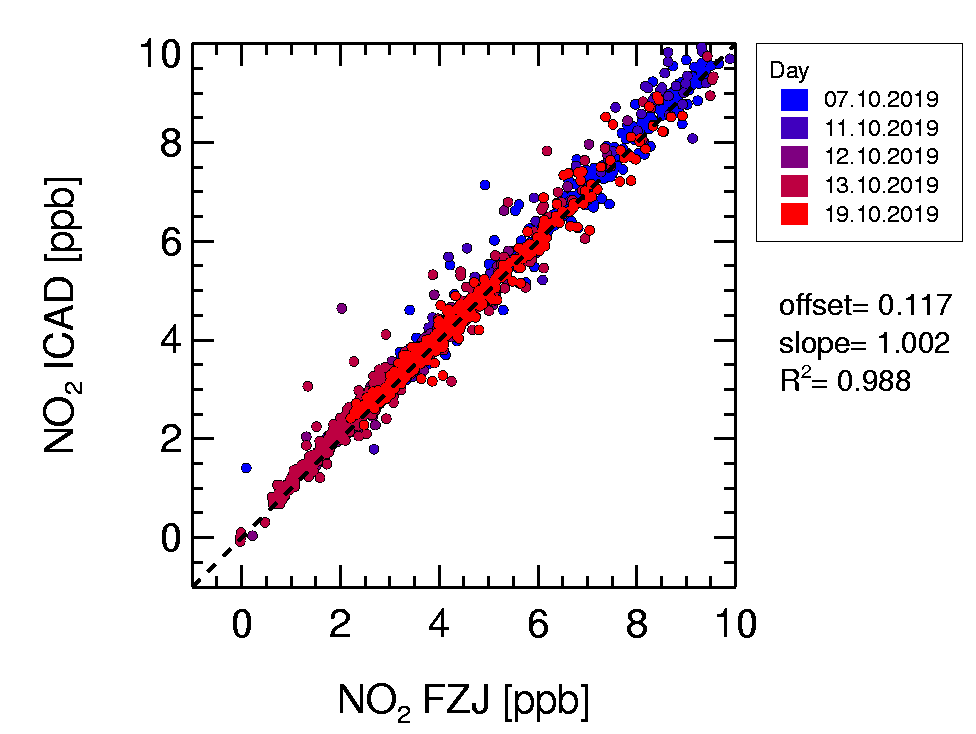 10
8
6
4
2
0
NO2 ICAD [ppb]
0 2 4 6 8 10
NO2 FZJ [ppb]
Day
07.10.2019
11.10.2019
12.10.2019
13.10.2019
19.10.2019
offset= 0.117
slope= 1.002
R²= 0.988